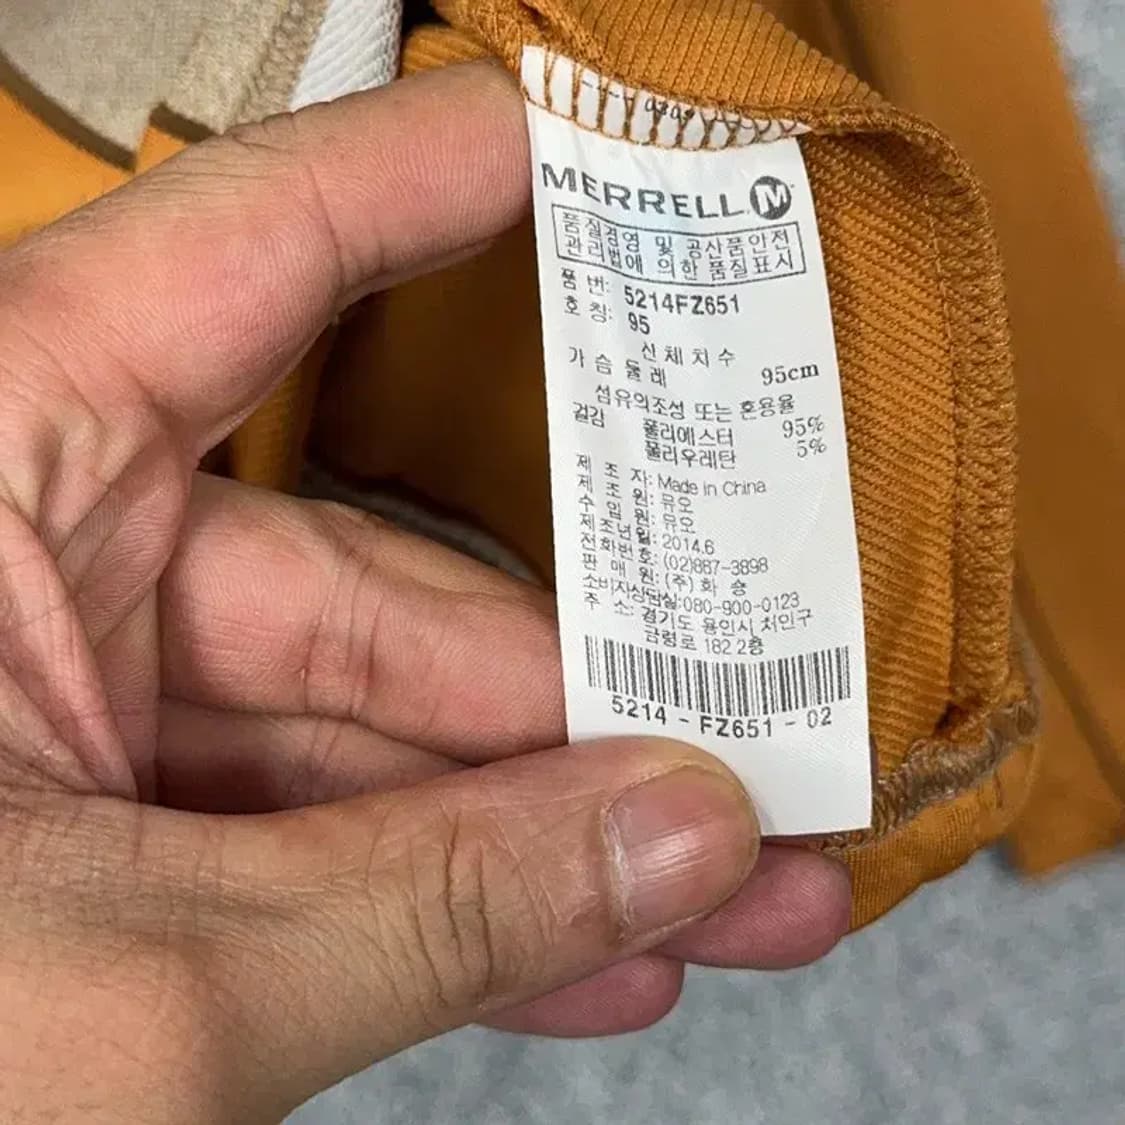 0803
MERRELL M
품질경영 및 공산품안전
관리법에 의한 품질표시
품 번: 5214FZ651
호 칭: 95
신체치수
가 슴 둘 레 95cm
섬유의조성 또는 혼용율
겉감 폴리에스터 95%
폴리우레탄 5%
제 조 자: Made in China
제 조 원: 뮤오
수 입 원: 뮤오
제조년월: 2014.6
전화번호: (02)887-3898
판 매 원: (주) 화 승
소비자상담실:080-900-0123
주 소: 경기도 용인시 처인구
금령로 182 2층
5214 - FZ651 - 02